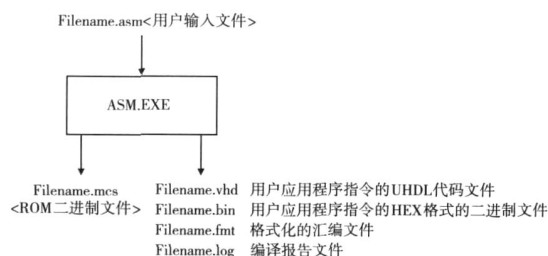 Filename.asm<用户输入文件>
ASM.EXE
Filename.mcs
<ROM二进制文件>
Filename.vhd 用户应用程序指令的UHDL代码文件
Filename.bin 用户应用程序指令的HEX格式的二进制文件
Filename.fmt 格式化的汇编文件
Filename.log 编译报告文件